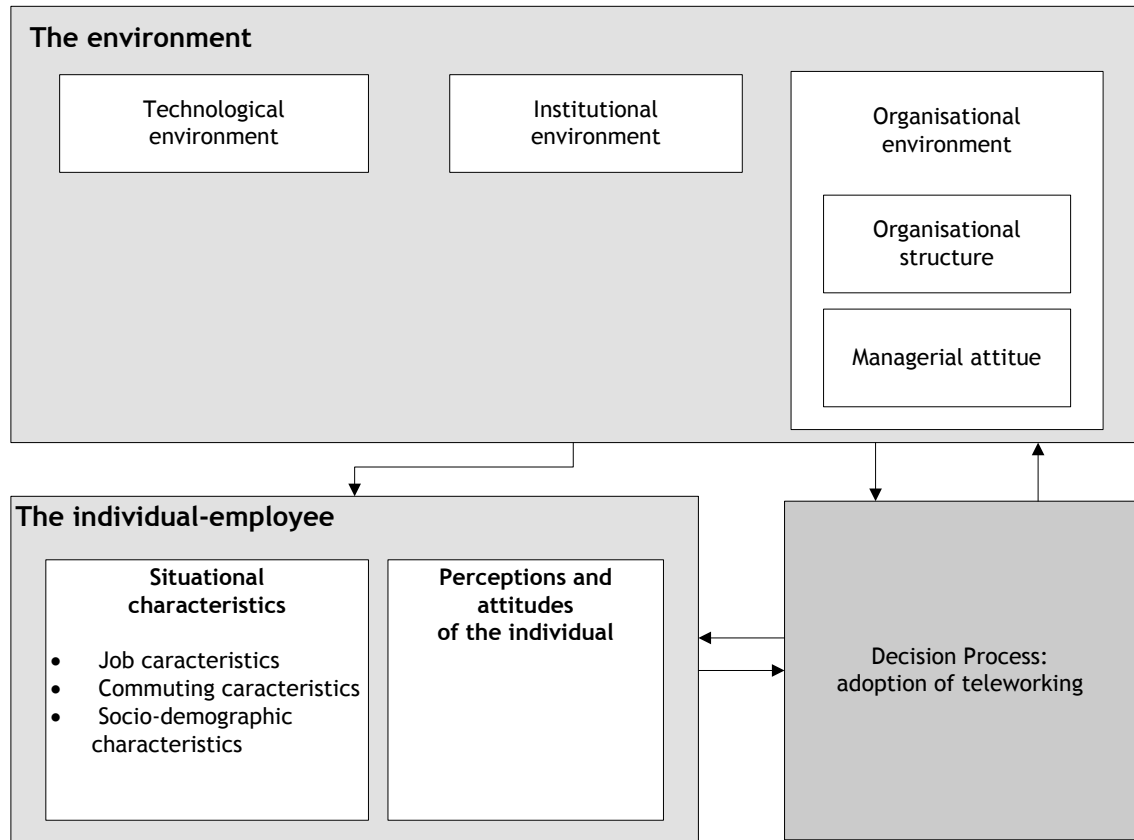 The environment
Technological
environment
Institutional
environment
Organisational
environment
Organisational
structure
Managerial attitue
The individual-employee
Situational
characteristics
• Job caracteristics
• Commuting caracteristics
• Socio-demographic
characteristics
Perceptions and
attitudes
of the individual
Decision Process:
adoption of teleworking